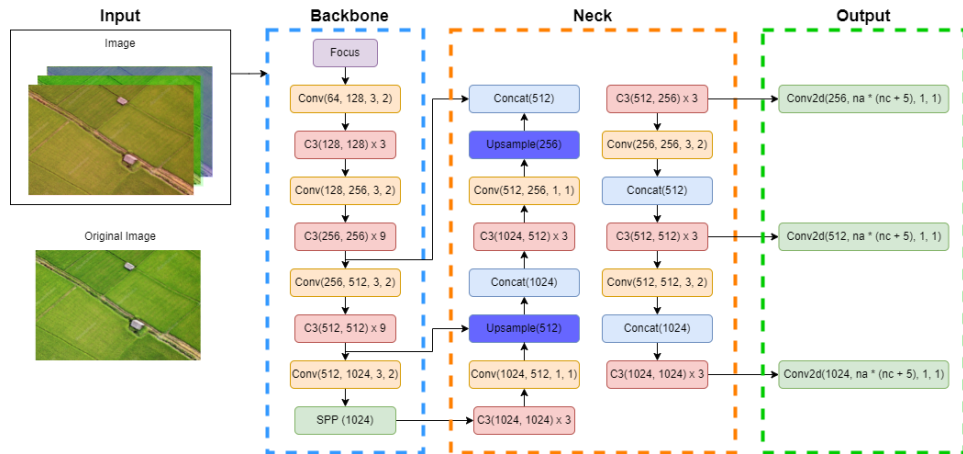 Input
Image
Original Image
Backbone
Focus
Conv(64, 128, 3, 2)
C3(128, 128) x 3
Conv(128, 256, 3, 2)
C3(256, 256) x 9
Conv(256, 512, 3, 2)
C3(512, 512) x 9
Conv(512, 1024, 3, 2)
SPP (1024)
Neck
Concat(512)
Upsample(256)
Conv(512, 256, 1, 1)
C3(1024, 512) x 3
Concat(1024)
Upsample(512)
Conv(1024, 512, 1, 1)
C3(1024, 1024) x 3
C3(512, 256) x 3
Conv(256, 256, 3, 2)
Concat(512)
C3(512, 512) x 3
Conv(512, 512, 3, 2)
Concat(1024)
C3(1024, 1024) x 3
Output
Conv2d(256, na * (nc + 5), 1, 1)
Conv2d(512, na * (nc + 5), 1, 1)
Conv2d(1024, na * (nc + 5), 1, 1)